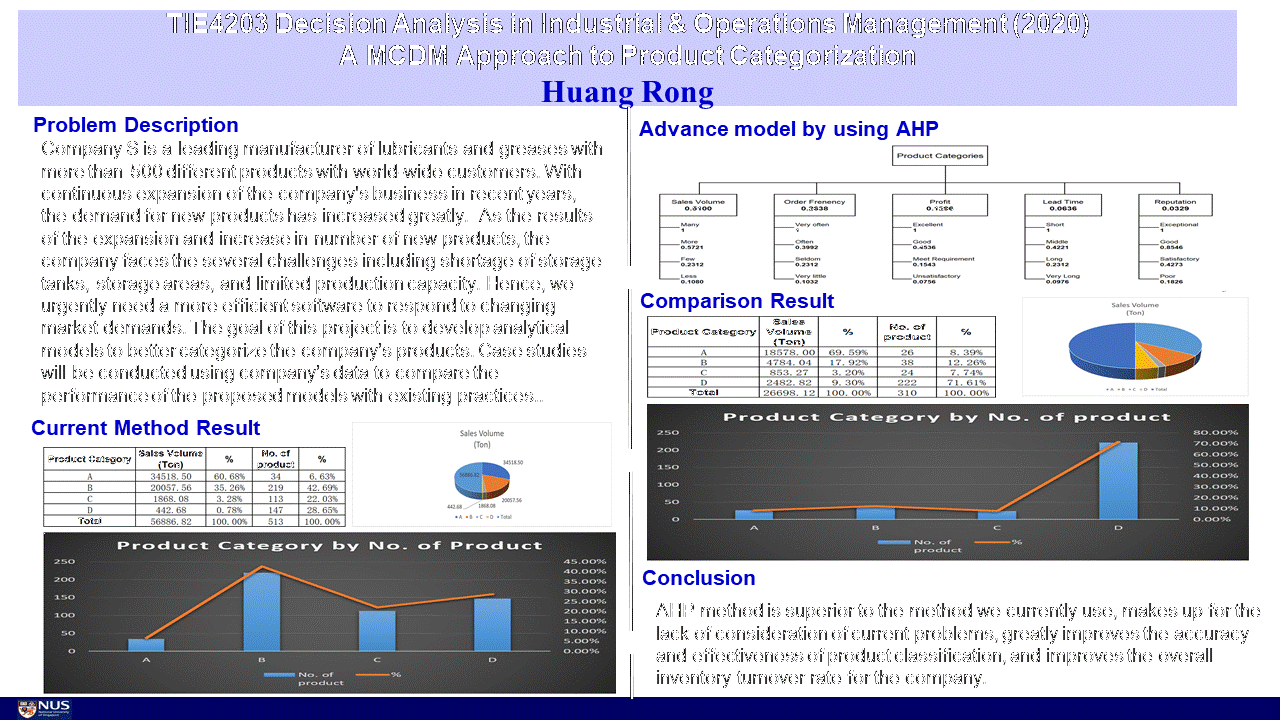 TIE4203 Decision Analysis in Industrial & Operations Management (2020)
A MCDM Approach to Product Categorization
Huang Rong
Problem Description
Company S is a leading manufacturer of lubricants and greases with
more than 500 different products with world-wide customers. With
continuous expansion of the company's business in recent years,
the demand for new products has increased greatly. As the results
of the expansion and increase in number of new products, the
company faces the several challenges including shortage of storage
tanks, storage areas, and limited production capacity. Hence, we
urgently need a more efficient software to respond to changing
market demands. The goal of this project is to develop analytical
models to better categorize the company's products. Case studies
will be conducted using company's data to compare the
performance of the proposed models with existing practices..
Current Method Result
Product Category Sales Volume (Ton) % No. of product %
A 34518.50 60.68% 34 6.63%
B 20057.56 35.26% 219 42.69%
C 1868.08 3.28% 113 22.03%
D 442.68 0.78% 147 28.65%
Total 56886.82 100.00% 513 100.00%
Sales Volume
(Ton)
34518.50
56886.82
20057.56
442.68 1868.08
A B C D Total
Product Category by No. of Product
250 45.00%
200 40.00%
150 35.00%
100 30.00%
50 25.00%
0 20.00%
15.00%
10.00%
5.00%
0.00%
A B C D
No. of product %
Advance model by using AHP
Product Categories
Sales Volume Order Frenency Profit Lead Time Reputation
0.2838 0.0636 0.0329
Many Very often Excellent Short Exceptional
1 1 1 1
More Often Good Middle Good
0.5721 0.3992 0.4536 0.4221 0.8546
Few Seldom Meet Requirement Long Satisfactory
0.2312 0.2312 0.1543 0.2312 0.4273
Less Very little Unsatisfactory Very Long Poor
0.1080 0.1032 0.0756 0.0976 0.1826
Comparison Result
Product Category Sales Volume (Ton) % No. of product %
A 18578.00 69.59% 26 8.39%
B 4784.04 17.92% 38 12.26%
C 853.27 3.20% 24 7.74%
D 2482.82 9.30% 222 71.61%
Total 26698.12 100.00% 310 100.00%
Sales Volume
(Ton)
A B C D Total
Product Category by No. of product
250 80.00%
200 70.00%
150 60.00%
100 50.00%
50 40.00%
0 30.00%
20.00%
10.00%
0.00%
A B C D
No. of product %
Conclusion
AHP method is superior to the method we currently use, makes up for the
lack of consideration of current problems, greatly improves the accuracy
and effectiveness of product classification, and improves the overall
inventory turnover rate for the company.
NUS
National University
of Singapore